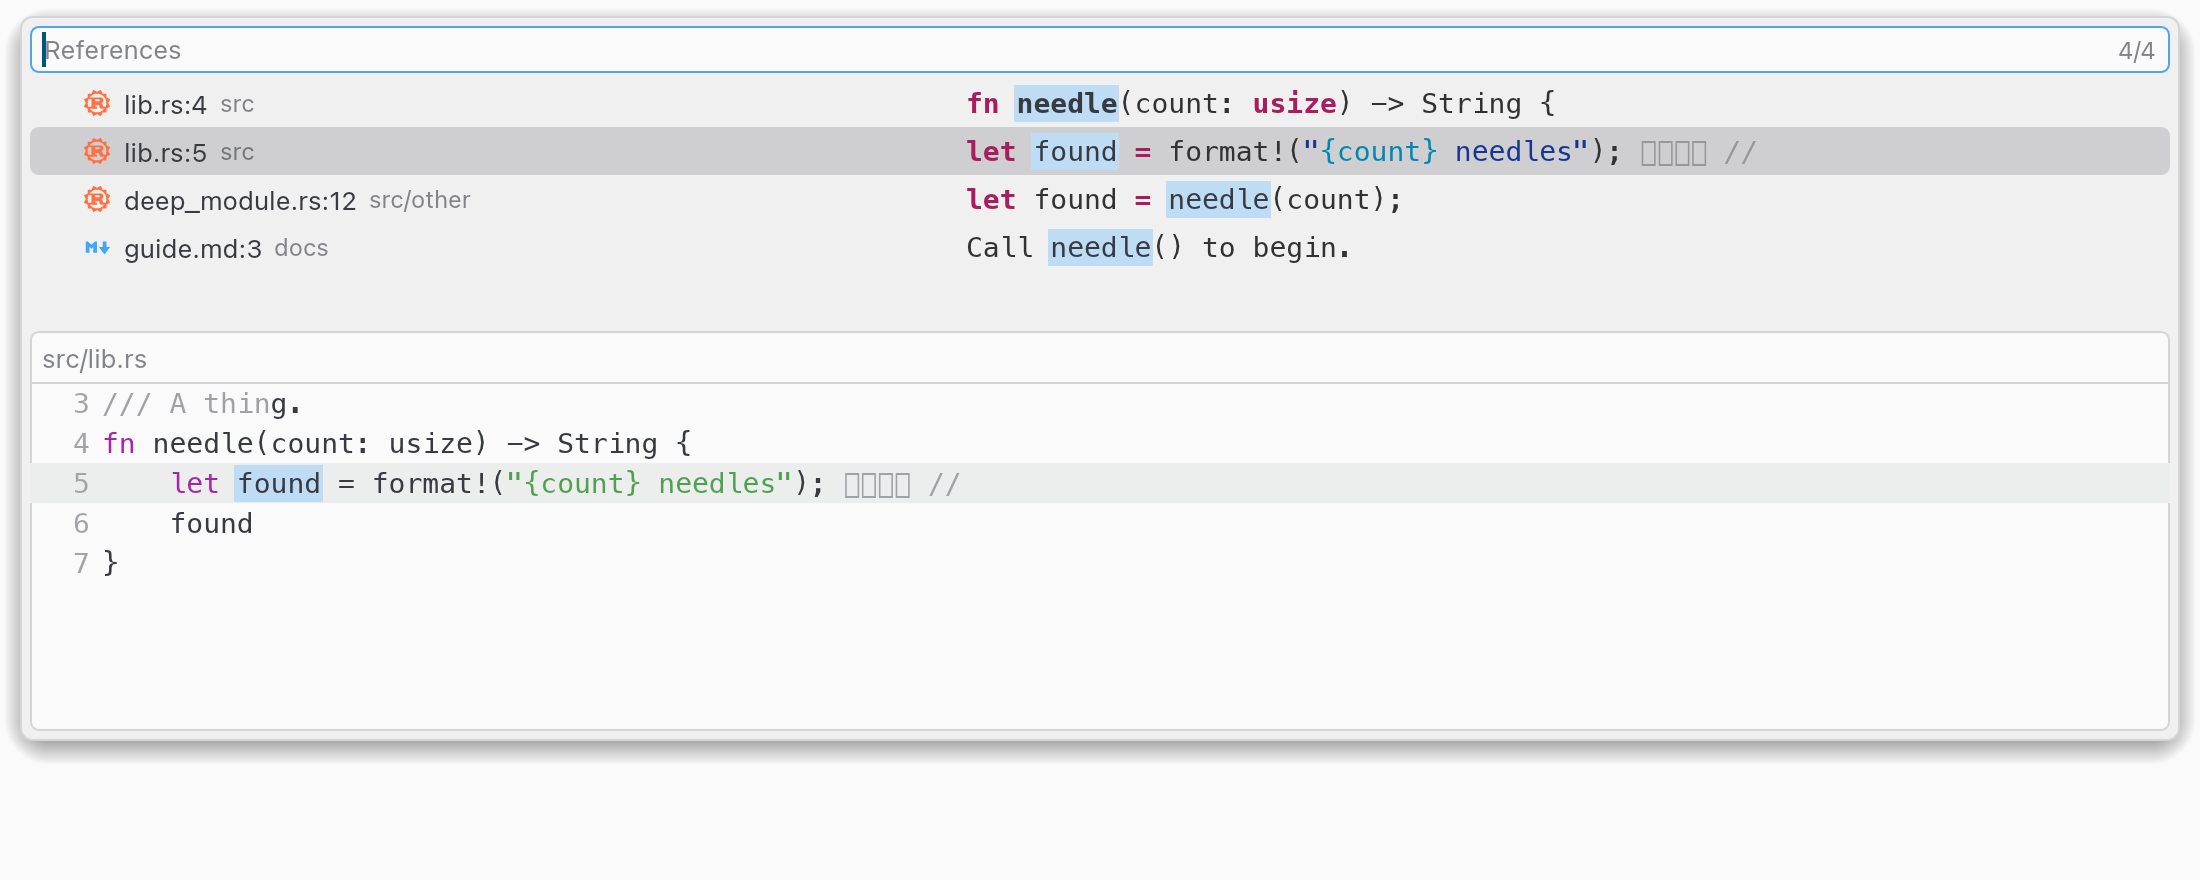 References 4/4
lib.rs:4 src fn needle(count: usize) -> String {
lib.rs:5 src let found = format!("{count} needles"); //
deep_module.rs:12 src/other let found = needle(count);
guide.md:3 docs Call needle() to begin.
src/lib.rs
3 /// A thing.
4 fn needle(count: usize) -> String {
5 let found = format!("{count} needles"); //
6 found
7 }